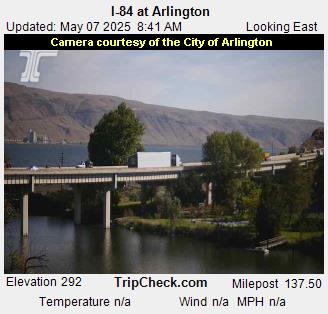 I-84 at Arlington
Updated: May 07 2025 8:41 AM Looking East
Camera courtesy of the City of Arlington
Elevation 292 TripCheck.com Milepost 137.50
Temperature n/a Wind n/a MPH n/a